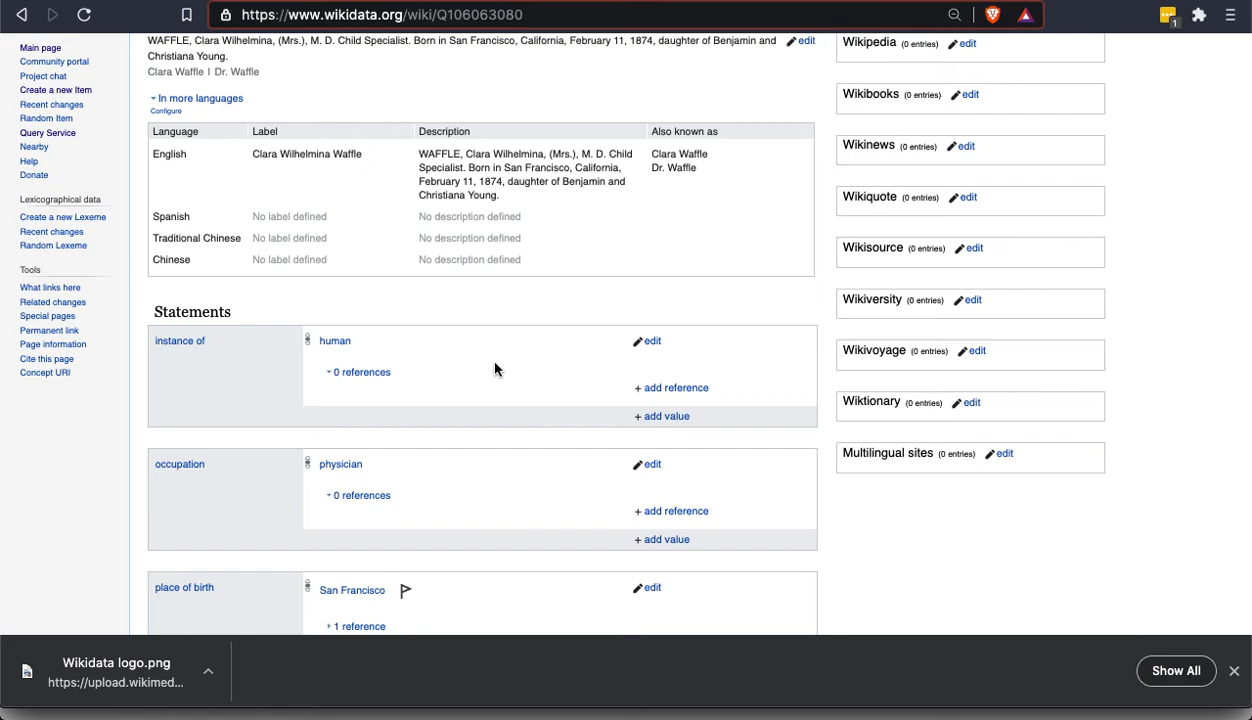 https://www.wikidata.org/wiki/Q106063080
1
Main page
Community portal
Project chat
Create a new Item
Recent changes
Random Item
Query Service
Nearby
Help
Donate
Lexicographical data
Create a new Lexeme
Recent changes
Random Lexeme
Tools
What links here
Related changes
Special pages
Permanent link
Page information
Cite this page
Concept URI
WAFFLE, Clara Wilhelmina, (Mrs.), M. D. Child Specialist. Born in San Francisco, California, February 11, 1874, daughter of Benjamin and edit
Christiana Young.
Clara Waffle | Dr. Waffle
In more languages
Configure
Language Label Description Also known as
English Clara Wilhelmina Waffle WAFFLE, Clara Wilhelmina, (Mrs.), M. D. Child Clara Waffle
Specialist. Born in San Francisco, California, Dr. Waffle
February 11, 1874, daughter of Benjamin and
Christiana Young.
Spanish No label defined No description defined
Traditional Chinese No label defined No description defined
Chinese No label defined No description defined
Statements
instance of human edit
0 references
+ add reference
+ add value
occupation physician edit
0 references
+ add reference
+ add value
place of birth San Francisco edit
1 reference
Wikipedia (0 entries) edit
Wikibooks (0 entries) edit
Wikinews (0 entries) edit
Wikiquote (0 entries) edit
Wikisource (0 entries) edit
Wikiversity (0 entries) edit
Wikivoyage (0 entries) edit
Wiktionary (0 entries) edit
Multilingual sites (0 entries) edit
Wikidata logo.png
https://upload.wikimed...
Show All